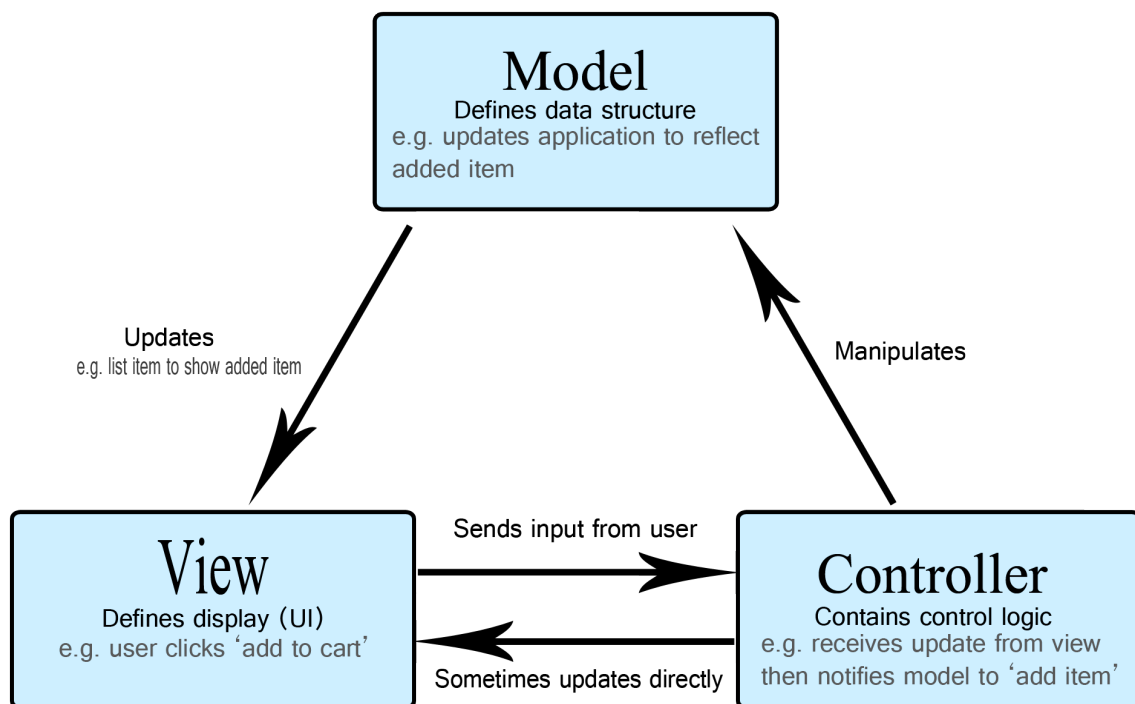 Model
Defines data structure
e.g. updates application to reflect
added item
Updates
e.g. list item to show added item
Manipulates
View
Defines display (UI)
e.g. user clicks ‘add to cart’
Sends input from user
Sometimes updates directly
Controller
Contains control logic
e.g. receives update from view
then notifies model to ‘add item’